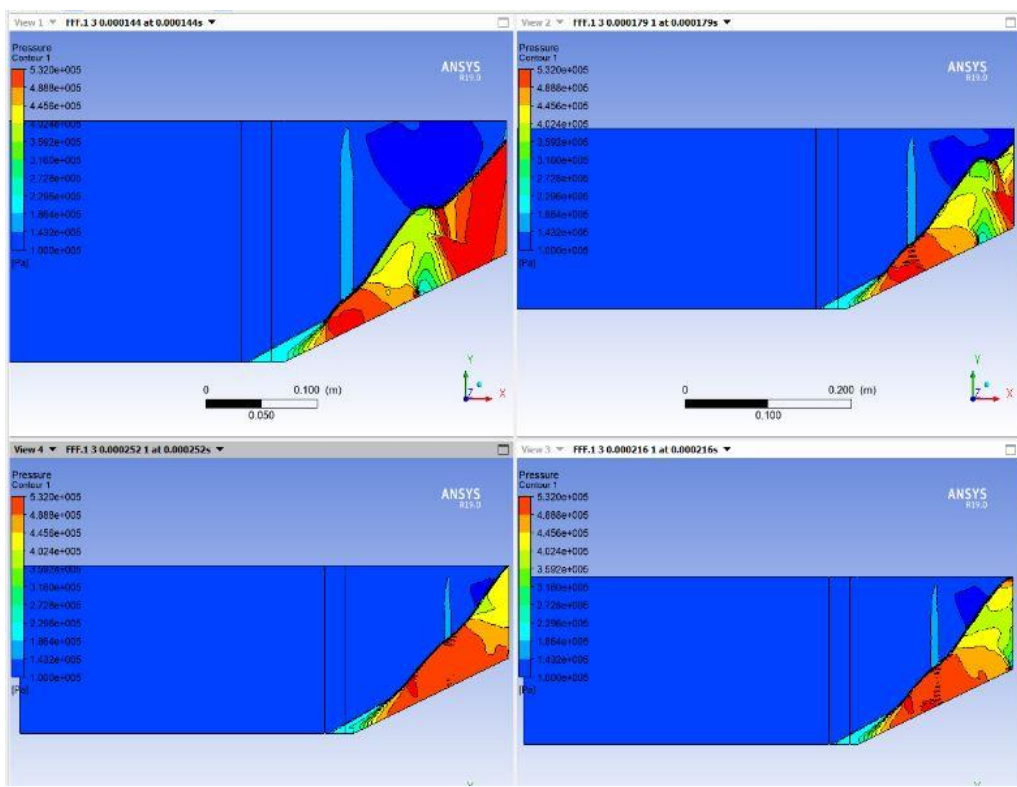 View 1 FFF.1 3 0.000144 at 0.000144s
Pressure
Contour 1
5.320e+005
4.888e+005
4.456e+005
4.024e+005
3.592e+005
3.160e+005
2.728e+005
2.296e+005
1.864e+005
1.432e+005
1.000e+005
[Pa]
ANSYS
R19.0
0 0.100 (m)
0.050
Y
Z X
View 2 FFF.1 3 0.000179 1 at 0.000179s
Pressure
Contour 1
5.320e+005
4.888e+005
4.456e+005
4.024e+005
3.592e+005
3.160e+005
2.728e+005
2.296e+005
1.864e+005
1.432e+005
1.000e+005
[Pa]
ANSYS
R19.0
0 0.200 (m)
0.100
Y
Z X
View 4 FFF.1 3 0.000252 1 at 0.000252s
Pressure
Contour 1
5.320e+005
4.888e+005
4.456e+005
4.024e+005
3.592e+005
3.160e+005
2.728e+005
2.296e+005
1.864e+005
1.432e+005
1.000e+005
[Pa]
ANSYS
R19.0
View 3 FFF.1 3 0.000216 1 at 0.000216s
Pressure
Contour 1
5.320e+005
4.888e+005
4.456e+005
4.024e+005
3.592e+005
3.160e+005
2.728e+005
2.296e+005
1.864e+005
1.432e+005
1.000e+005
[Pa]
ANSYS
R19.0